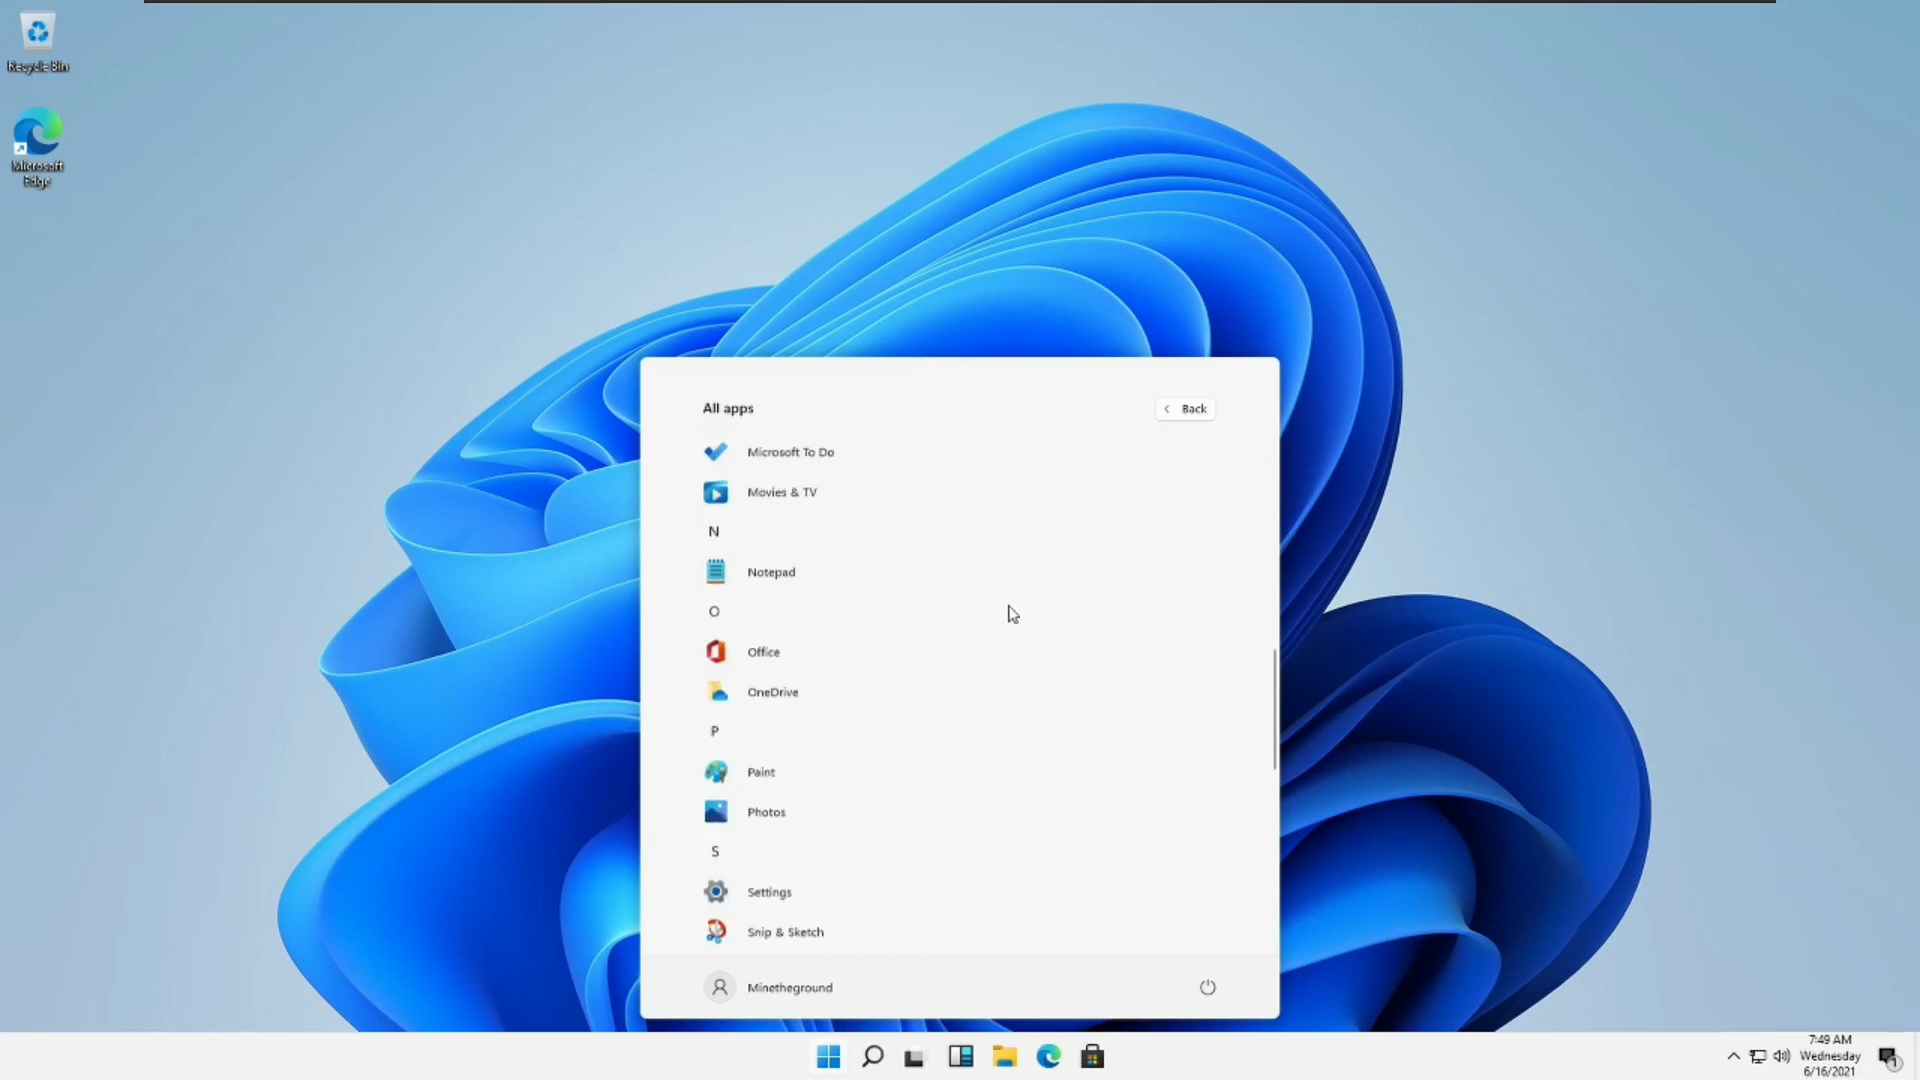 Recycle Bin
Microsoft
Edge
All apps
Back
Microsoft To Do
Movies & TV
N
Notepad
O
Office
OneDrive
P
Paint
Photos
S
Settings
Snip & Sketch
Minetheground
7:49 AM
Wednesday
6/16/2021
1